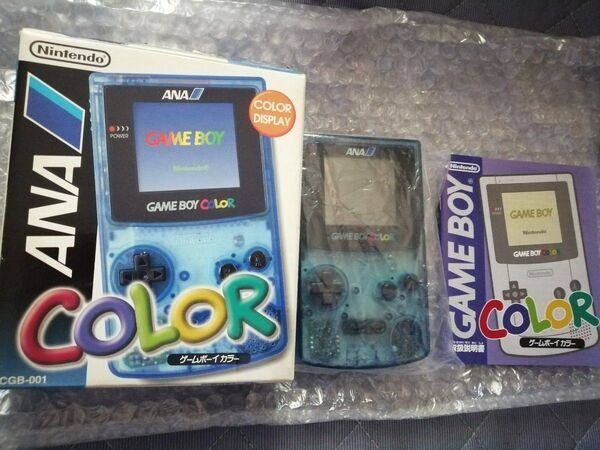 Nintendo
ANA
ANA
COLOR
DISPLAY
POWER
GAME BOY
Nintendo
GAME BOY COLOR
COLOR
ゲームボーイカラー
CGB-001
ANA
GAME BOY COLOR
Nintendo
GAME BOY
GAME BOY
Nintendo
COLOR
ゲームボーイカラー
取扱説明書